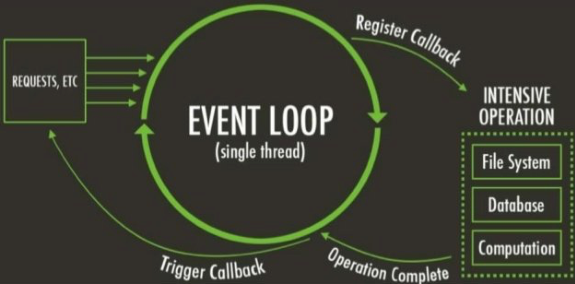 REQUESTS, ETC
EVENT LOOP
(single thread)
Register Callback
INTENSIVE
OPERATION
File System
Database
Computation
Operation Complete
Trigger Callback